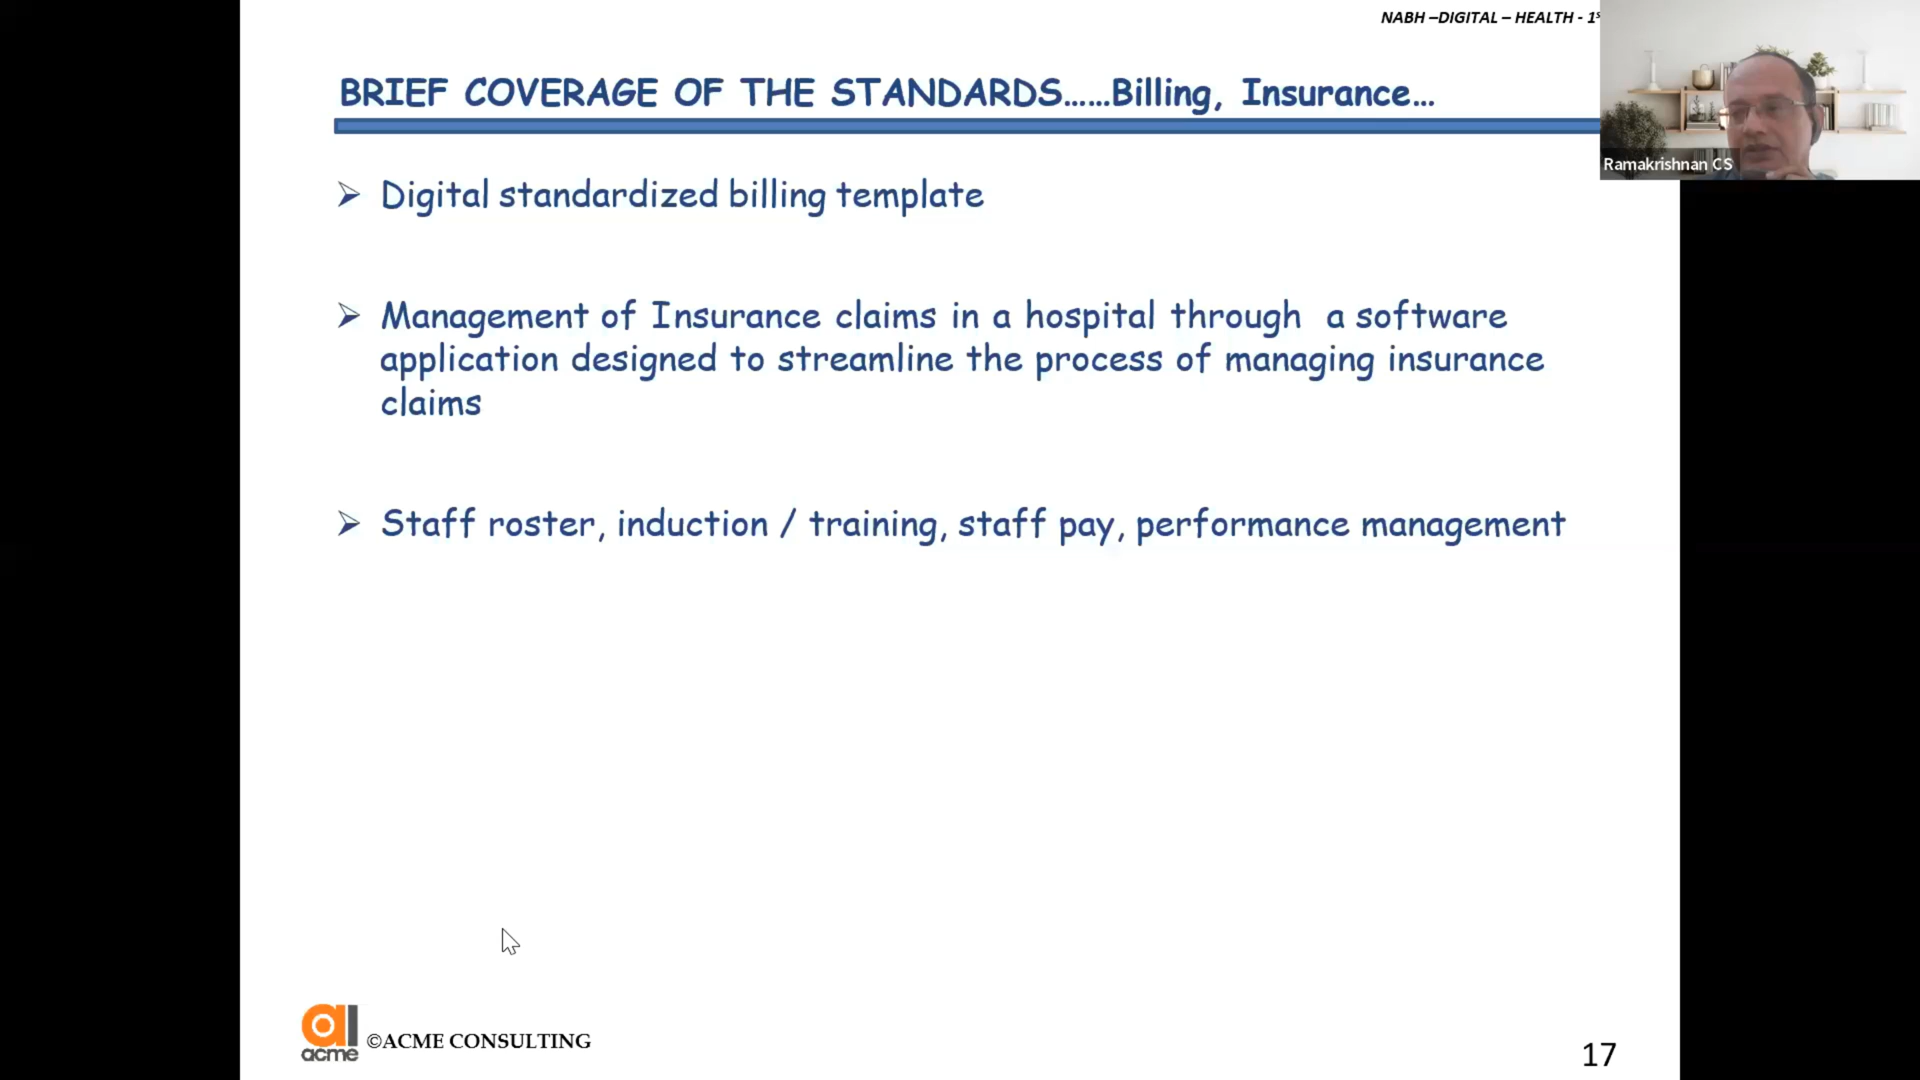 NABH –DIGITAL – HEALTH - 1s
BRIEF COVERAGE OF THE STANDARDS……Billing, Insurance…
Ramakrishnan CS
➢ Digital standardized billing template
➢ Management of Insurance claims in a hospital through a software
application designed to streamline the process of managing insurance
claims
➢ Staff roster, induction / training, staff pay, performance management
acme
©ACME CONSULTING
17